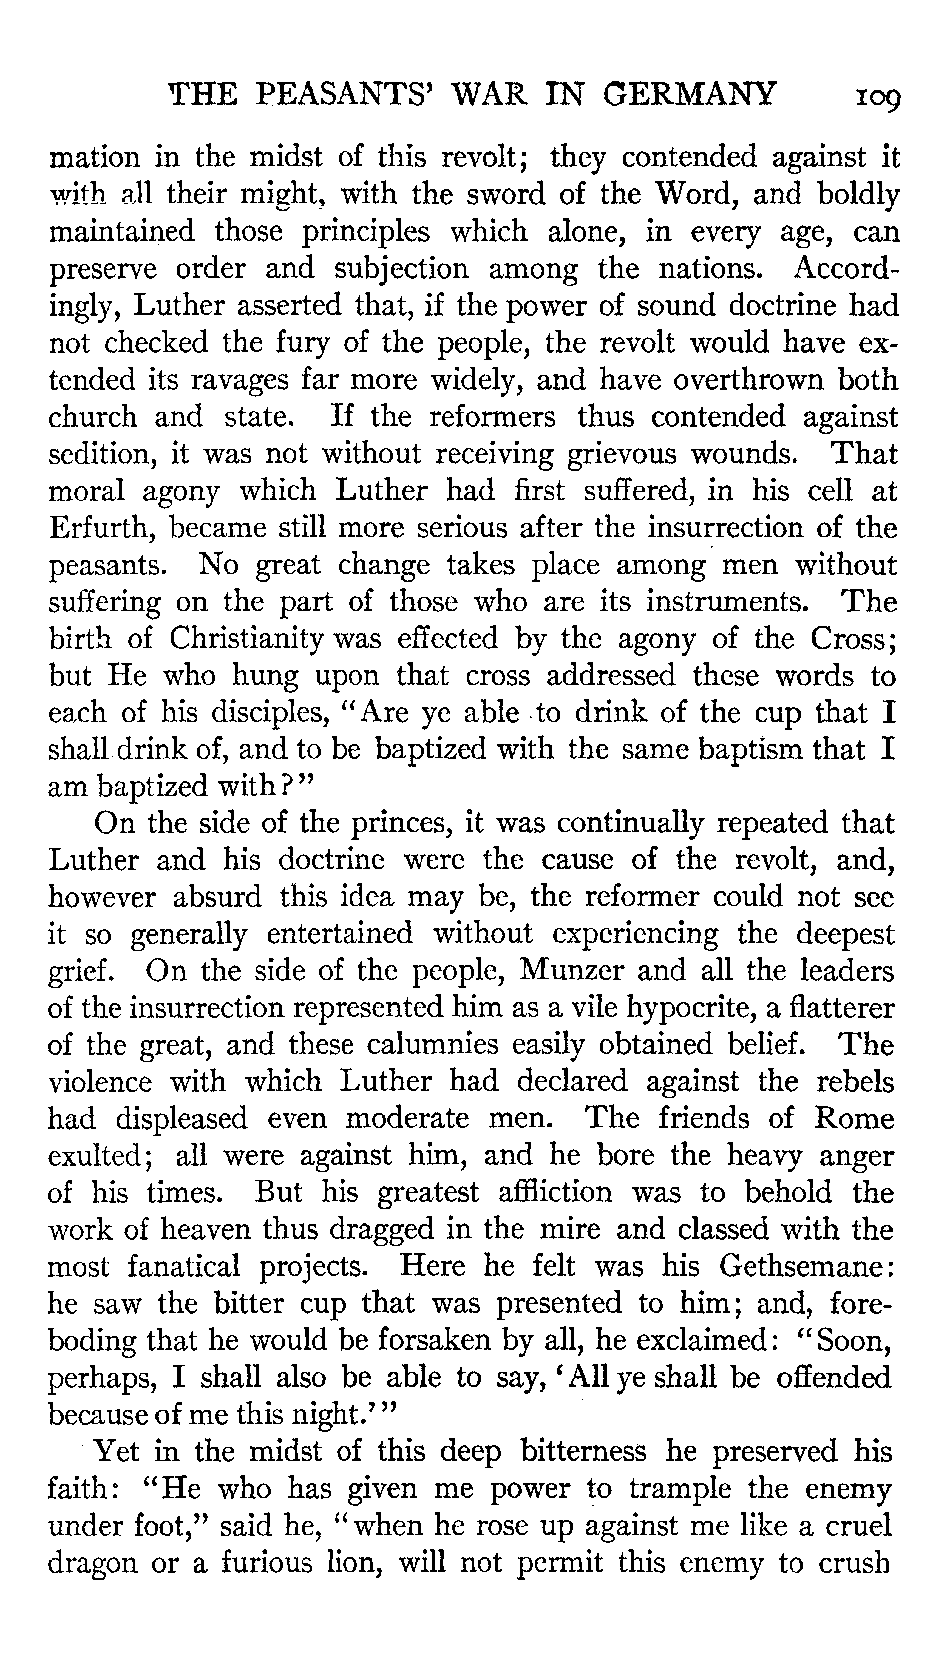 THE PEASANTS' WAR IN GERMANY 109
mation in the midst of this revolt; they contended against it
with all their might, with the sword of the Word, and boldly
maintained those principles which alone, in every age, can
preserve order and subjection among the nations. Accord-
ingly, Luther asserted that, if the power of sound doctrine had
not checked the fury of the people, the revolt would have ex-
tended its ravages far more widely, and have overthrown both
church and state. If the reformers thus contended against
sedition, it was not without receiving grievous wounds. That
moral agony which Luther had first suffered, in his cell at
Erfurth, became still more serious after the insurrection of the
peasants. No great change takes place among men without
suffering on the part of those who are its instruments. The
birth of Christianity was effected by the agony of the Cross;
but He who hung upon that cross addressed these words to
each of his disciples, "Are ye able to drink of the cup that I
shall drink of, and to be baptized with the same baptism that I
am baptized with?"
On the side of the princes, it was continually repeated that
Luther and his doctrine were the cause of the revolt, and,
however absurd this idea may be, the reformer could not see
it so generally entertained without experiencing the deepest
grief. On the side of the people, Munzer and all the leaders
of the insurrection represented him as a vile hypocrite, a flatterer
of the great, and these calumnies easily obtained belief. The
violence with which Luther had declared against the rebels
had displeased even moderate men. The friends of Rome
exulted; all were against him, and he bore the heavy anger
of his times. But his greatest affliction was to behold the
work of heaven thus dragged in the mire and classed with the
most fanatical projects. Here he felt was his Gethsemane:
he saw the bitter cup that was presented to him; and, fore-
boding that he would be forsaken by all, he exclaimed: "Soon,
perhaps, I shall also be able to say, 'All ye shall be offended
because of me this night.'"
Yet in the midst of this deep bitterness he preserved his
faith: "He who has given me power to trample the enemy
under foot," said he, "when he rose up against me like a cruel
dragon or a furious lion, will not permit this enemy to crush